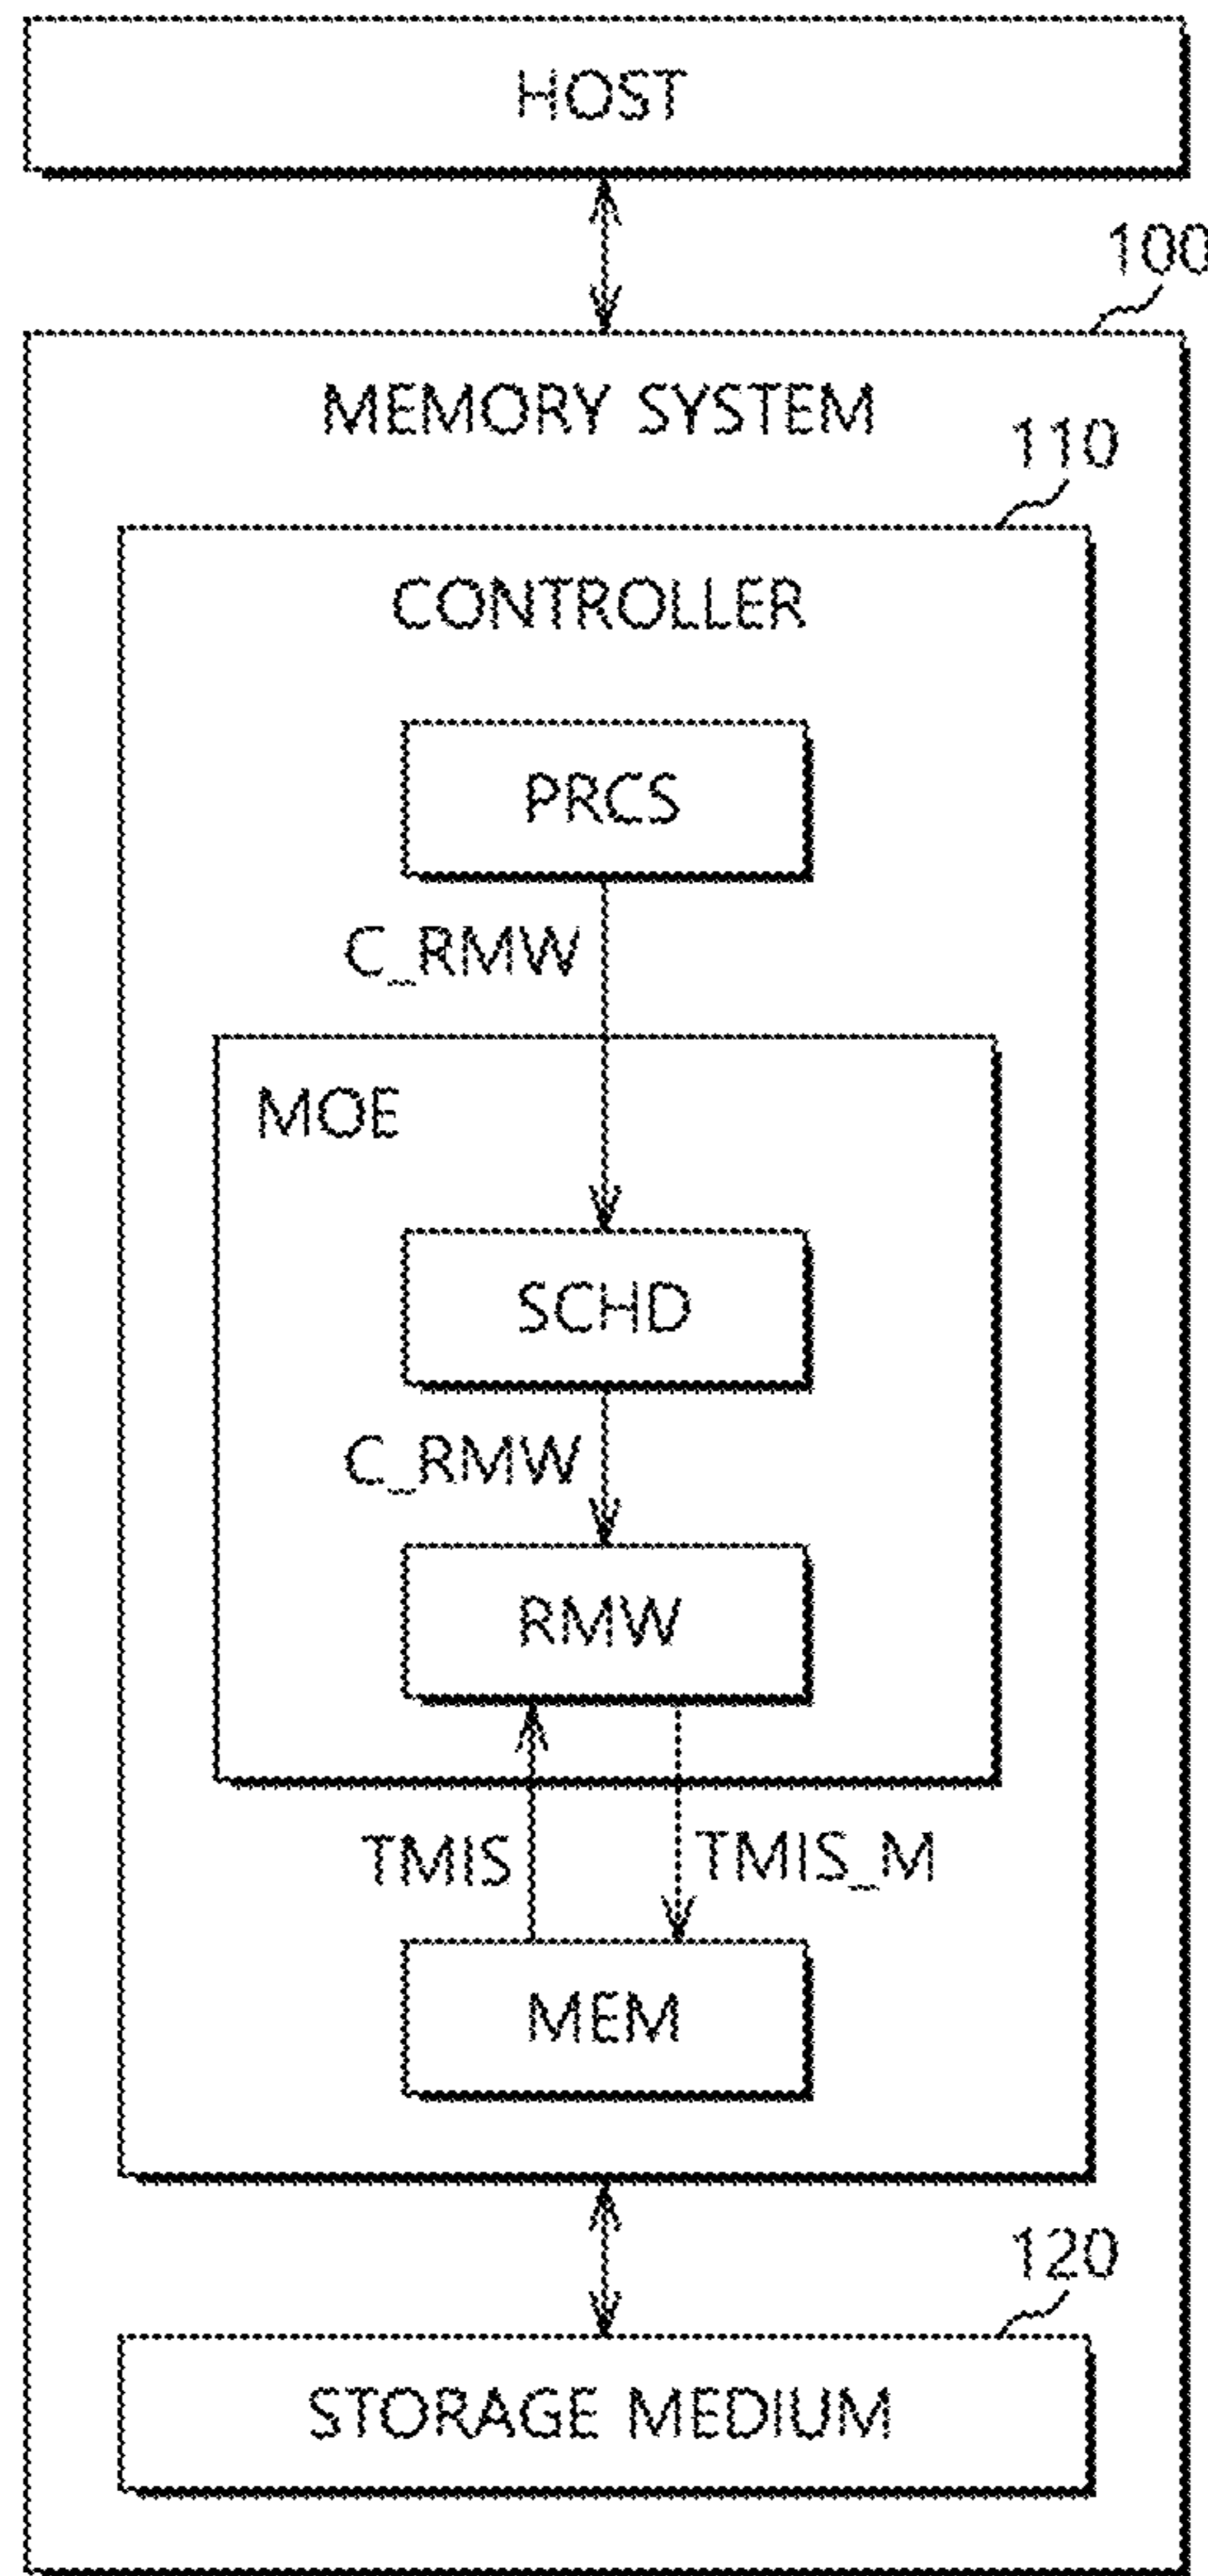 HOST
100
MEMORY SYSTEM
110
CONTROLLER
PRCS
C_RMW
MOE
SCHD
C_RMW
RMW
TMIS TMIS_M
MEM
120
STORAGE MEDIUM